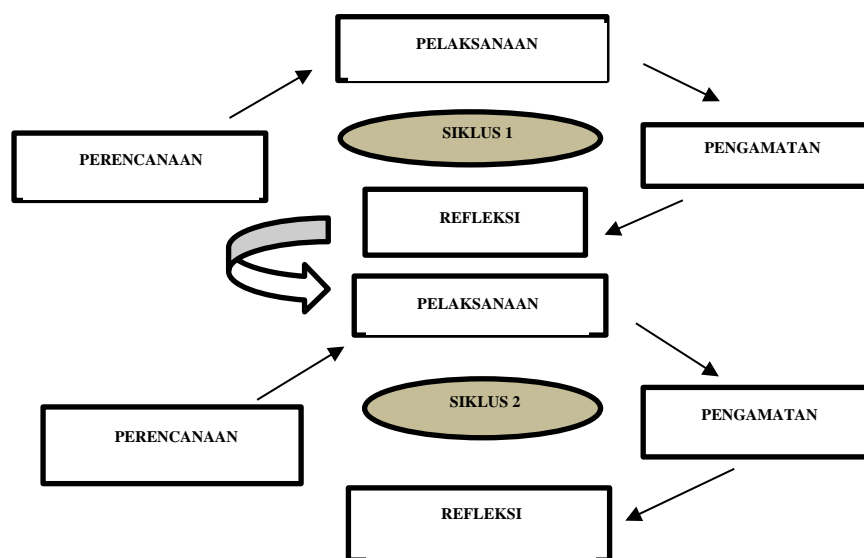 PELAKSANAAN
SIKLUS 1
PERENCANAAN
PENGAMATAN
REFLEKSI
PELAKSANAAN
SIKLUS 2
PERENCANAAN
PENGAMATAN
REFLEKSI